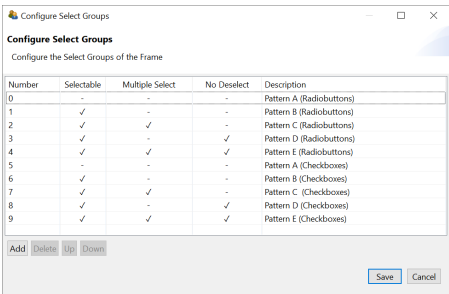 Configure Select Groups
Configure Select Groups
Configure the Select Groups of the Frame
Number Selectable Multiple Select No Deselect Description
0 - - - Pattern A (Radiobuttons)
1 ✓ - - Pattern B (Radiobuttons)
2 ✓ ✓ - Pattern C (Radiobuttons)
3 ✓ - ✓ Pattern D (Radiobuttons)
4 ✓ ✓ ✓ Pattern E (Radiobuttons)
5 - - - Pattern A (Checkboxes)
6 ✓ - - Pattern B (Checkboxes)
7 ✓ ✓ - Pattern C (Checkboxes)
8 ✓ - ✓ Pattern D (Checkboxes)
9 ✓ ✓ ✓ Pattern E (Checkboxes)
Add Delete Up Down
Save Cancel